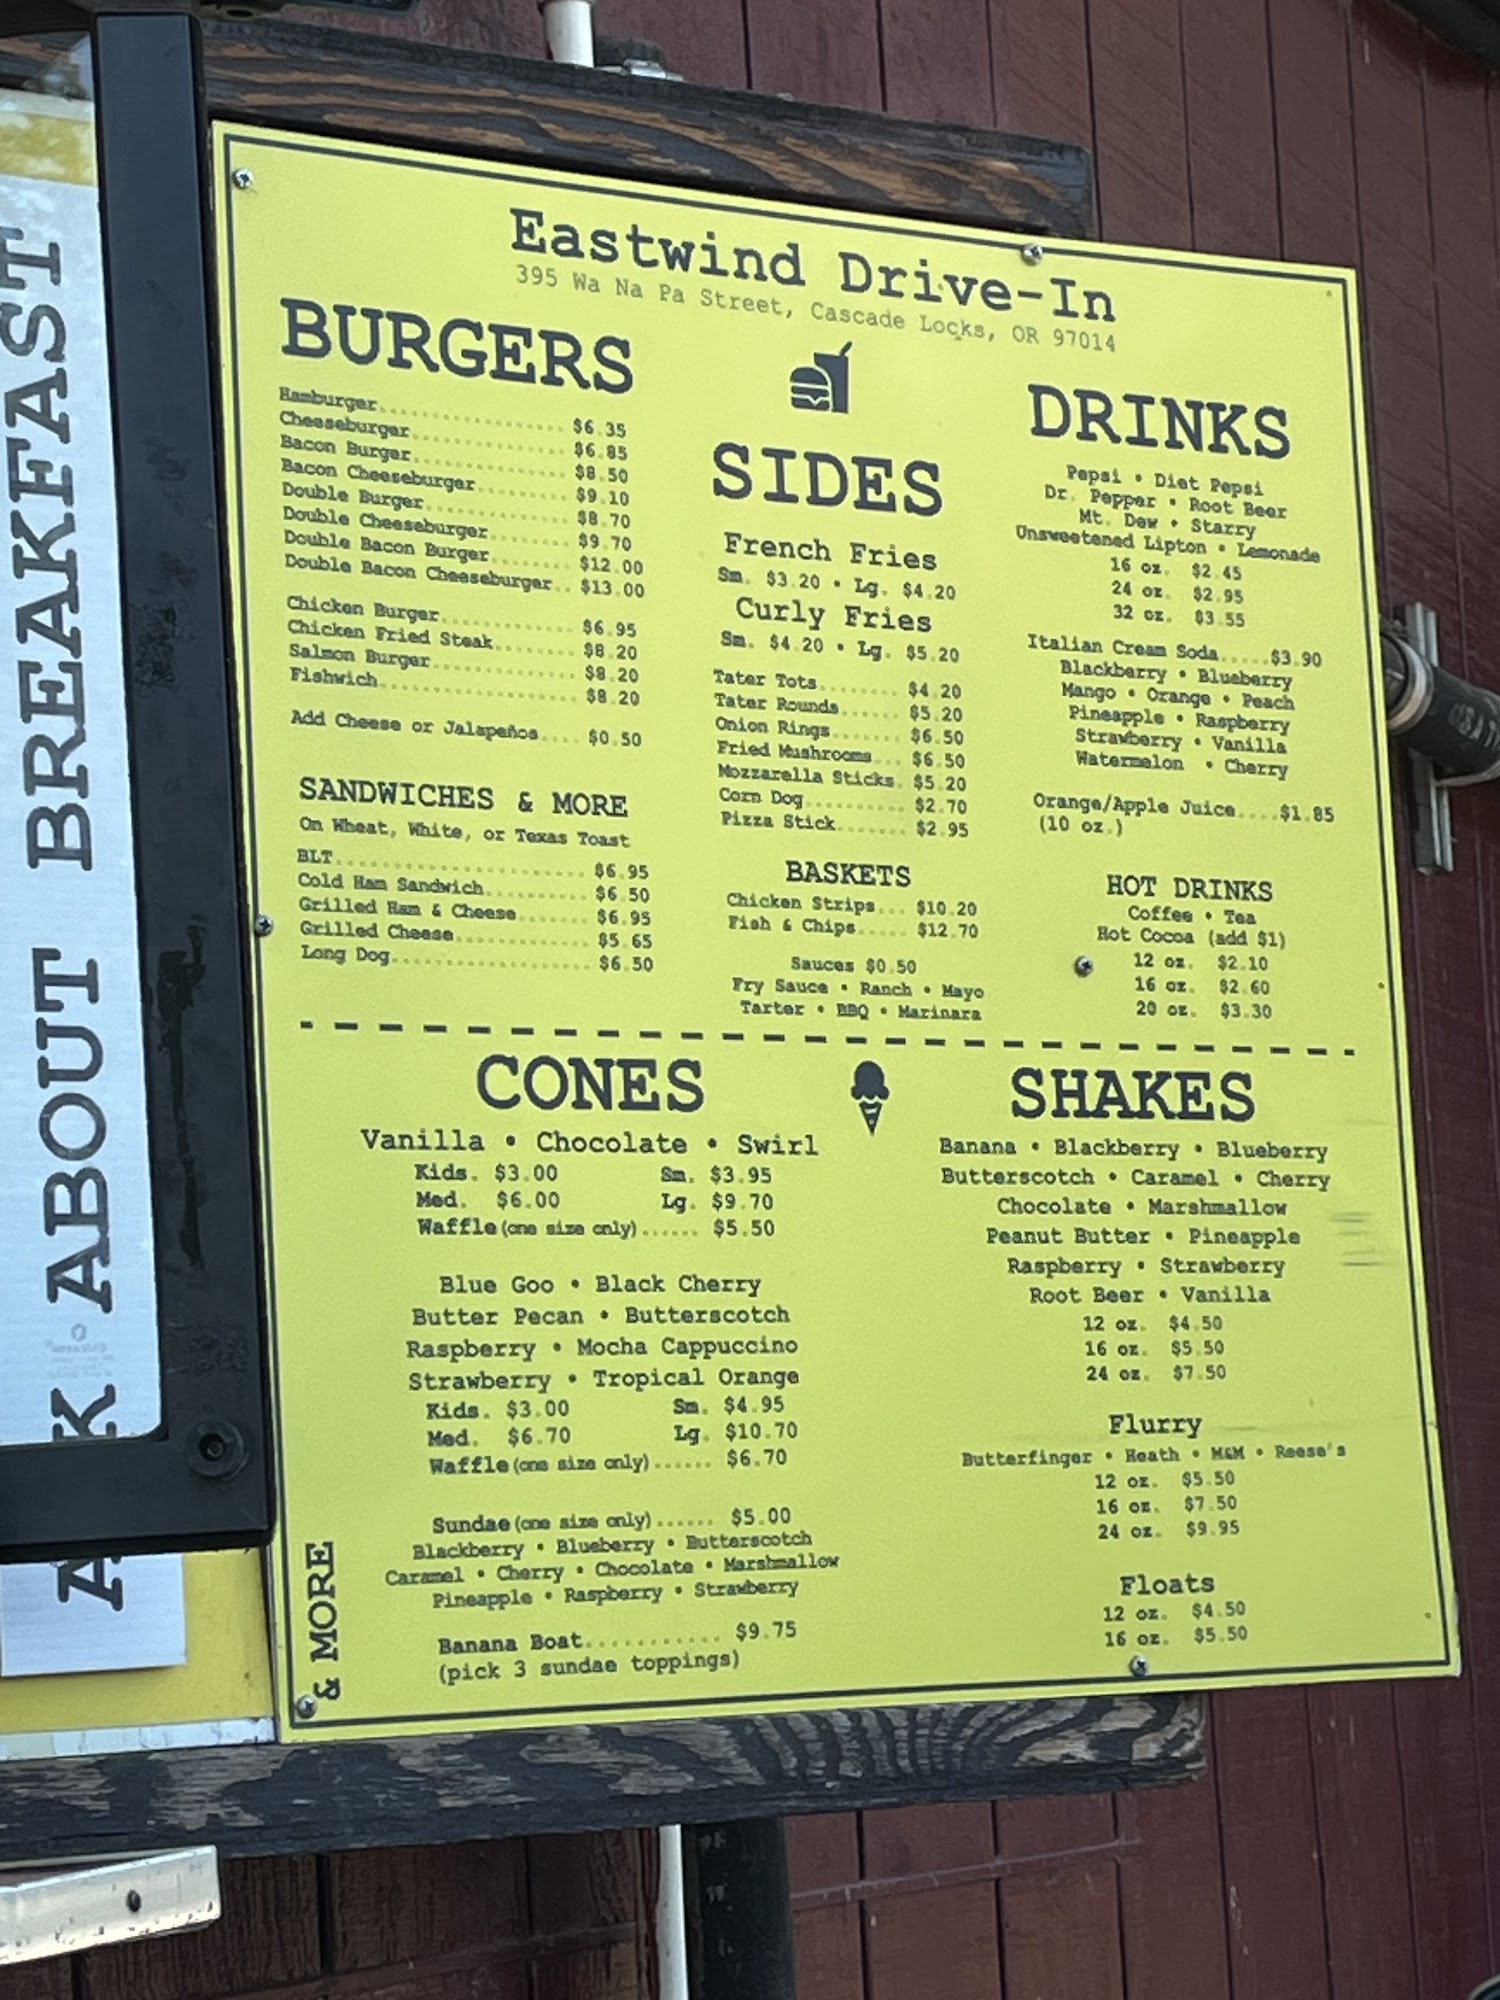 ABOUT BREAKFAST
Eastwind Drive-In
395 Wa Na Pa Street, Cascade Locks, OR 97014
BURGERS
Hamburger.................. $6.35
Cheeseburger............... $6.85
Bacon Burger............... $8.50
Bacon Cheeseburger......... $9.10
Double Burger.............. $8.70
Double Cheeseburger........ $9.70
Double Bacon Burger........ $12.00
Double Bacon Cheeseburger.. $13.00
Chicken Burger............. $6.95
Chicken Fried Steak........ $8.20
Salmon Burger.............. $8.20
Fishwich................... $8.20
Add Cheese or Jalapeños.... $0.50
SANDWICHES & MORE
On Wheat, White, or Texas Toast
BLT........................ $6.95
Cold Ham Sandwich.......... $6.50
Grilled Ham & Cheese....... $6.95
Grilled Cheese............. $5.65
Long Dog................... $6.50
SIDES
French Fries
Sm. $3.20 • Lg. $4.20
Curly Fries
Sm. $4.20 • Lg. $5.20
Tater Tots........ $4.20
Tater Rounds...... $5.20
Onion Rings....... $6.50
Fried Mushrooms... $6.50
Mozzarella Sticks. $5.20
Corn Dog.......... $2.70
Pizza Stick....... $2.95
BASKETS
Chicken Strips... $10.20
Fish & Chips..... $12.70
Sauces $0.50
Fry Sauce • Ranch • Mayo
Tarter • BBQ • Marinara
DRINKS
Pepsi • Diet Pepsi
Dr. Pepper • Root Beer
Mt. Dew • Starry
Unsweetened Lipton • Lemonade
16 oz. $2.45
24 oz. $2.95
32 oz. $3.55
Italian Cream Soda.....$3.90
Blackberry • Blueberry
Mango • Orange • Peach
Pineapple • Raspberry
Strawberry • Vanilla
Watermelon • Cherry
Orange/Apple Juice....$1.85
(10 oz.)
HOT DRINKS
Coffee • Tea
Hot Cocoa (add $1)
12 oz. $2.10
16 oz. $2.60
20 oz. $3.30
CONES
Vanilla • Chocolate • Swirl
Kids. $3.00 Sm. $3.95
Med. $6.00 Lg. $9.70
Waffle (one size only)...... $5.50
Blue Goo • Black Cherry
Butter Pecan • Butterscotch
Raspberry • Mocha Cappuccino
Strawberry • Tropical Orange
Kids. $3.00 Sm. $4.95
Med. $6.70 Lg. $10.70
Waffle (one size only)...... $6.70
Sundae (one size only)...... $5.00
Blackberry • Blueberry • Butterscotch
Caramel • Cherry • Chocolate • Marshmallow
Pineapple • Raspberry • Strawberry
Banana Boat........... $9.75
(pick 3 sundae toppings)
& MORE
SHAKES
Banana • Blackberry • Blueberry
Butterscotch • Caramel • Cherry
Chocolate • Marshmallow
Peanut Butter • Pineapple
Raspberry • Strawberry
Root Beer • Vanilla
12 oz. $4.50
16 oz. $5.50
24 oz. $7.50
Flurry
Butterfinger • Heath • M&M • Reese's
12 oz. $5.50
16 oz. $7.50
24 oz. $9.95
Floats
12 oz. $4.50
16 oz. $5.50